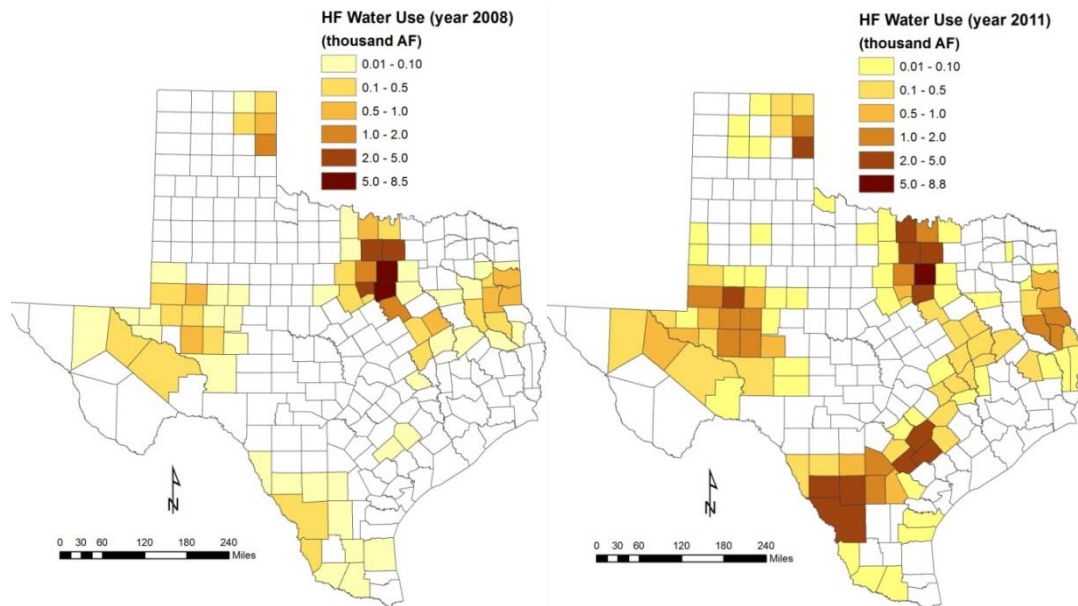 HF Water Use (year 2008)
(thousand AF)
0.01 - 0.10
0.1 - 0.5
0.5 - 1.0
1.0 - 2.0
2.0 - 5.0
5.0 - 8.5
N
0 30 60 120 180 240
Miles
HF Water Use (year 2011)
(thousand AF)
0.01 - 0.10
0.1 - 0.5
0.5 - 1.0
1.0 - 2.0
2.0 - 5.0
5.0 - 8.8
N
0 30 60 120 180 240
Miles